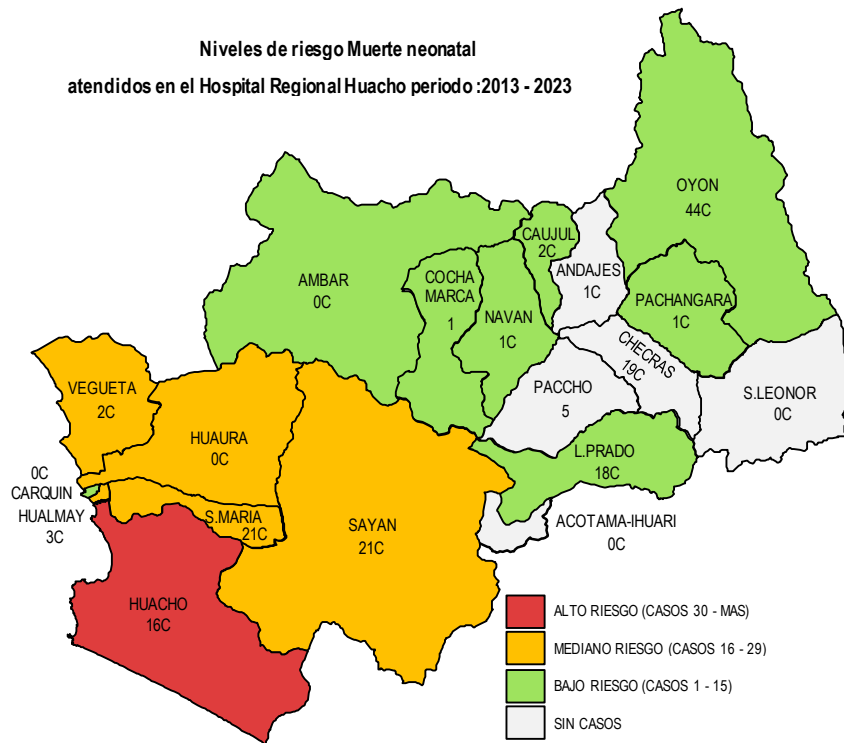 Niveles de riesgo Muerte neonatal
atendidos en el Hospital Regional Huacho periodo :2013 - 2023
OYON
44C
CAUJUL
2C
ANDAJES
1C
COCHA
MARCA
1
AMBAR
0C
NAVAN
1C
PACHANGARA
1C
CHECRAS
19C
PACCHO
5
S.LEONOR
0C
VEGUETA
2C
HUAURA
0C
L.PRADO
18C
0C
CARQUIN
HUALMAY
3C
S.MARIA
21C
SAYAN
21C
ACOTAMA-IHUARI
0C
HUACHO
16C
ALTO RIESGO (CASOS 30 - MAS)
MEDIANO RIESGO (CASOS 16 - 29)
BAJO RIESGO (CASOS 1 - 15)
SIN CASOS